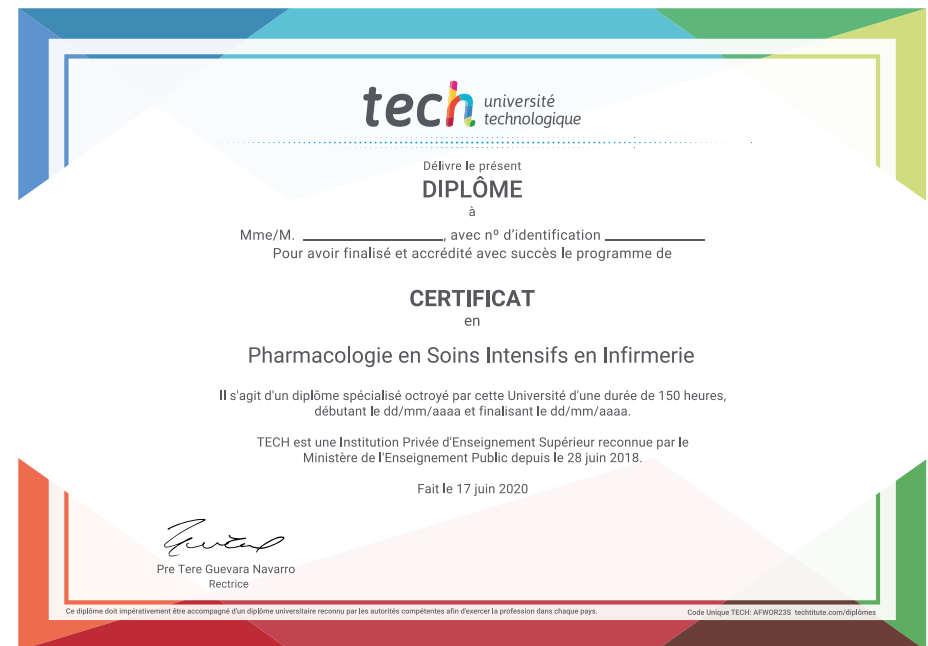 tech université
technologique
Délivre le présent
DIPLÔME
à
Mme/M. ____________________, avec nº d'identification ______________
Pour avoir finalisé et accrédité avec succès le programme de
CERTIFICAT
en
Pharmacologie en Soins Intensifs en Infirmerie
Il s'agit d'un diplôme spécialisé octroyé par cette Université d'une durée de 150 heures,
débutant le dd/mm/aaaa et finalisant le dd/mm/aaaa.
TECH est une Institution Privée d'Enseignement Supérieur reconnue par le
Ministère de l'Enseignement Public depuis le 28 juin 2018.
Fait le 17 juin 2020
Pre Tere Guevara Navarro
Rectrice
Ce diplôme doit impérativement être accompagné d'un diplôme universitaire reconnu par les autorités compétentes afin d'exercer la profession dans chaque pays.
Code Unique TECH: AFWOR23S techtitute.com/diplômes